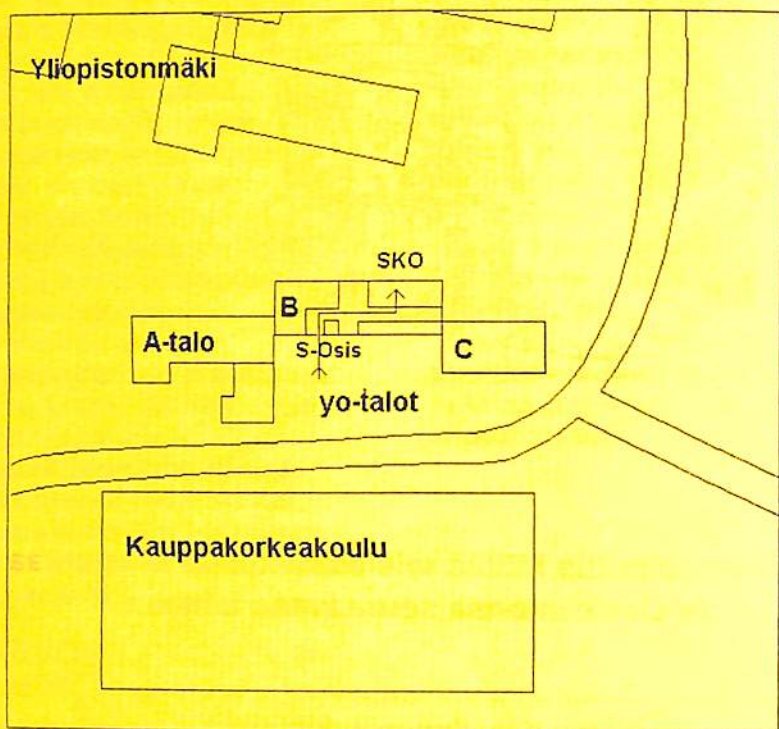 Yliopistonmäki
SKO
B
A-talo
S-Osis
C
yo-talot
Kauppakorkeakoulu